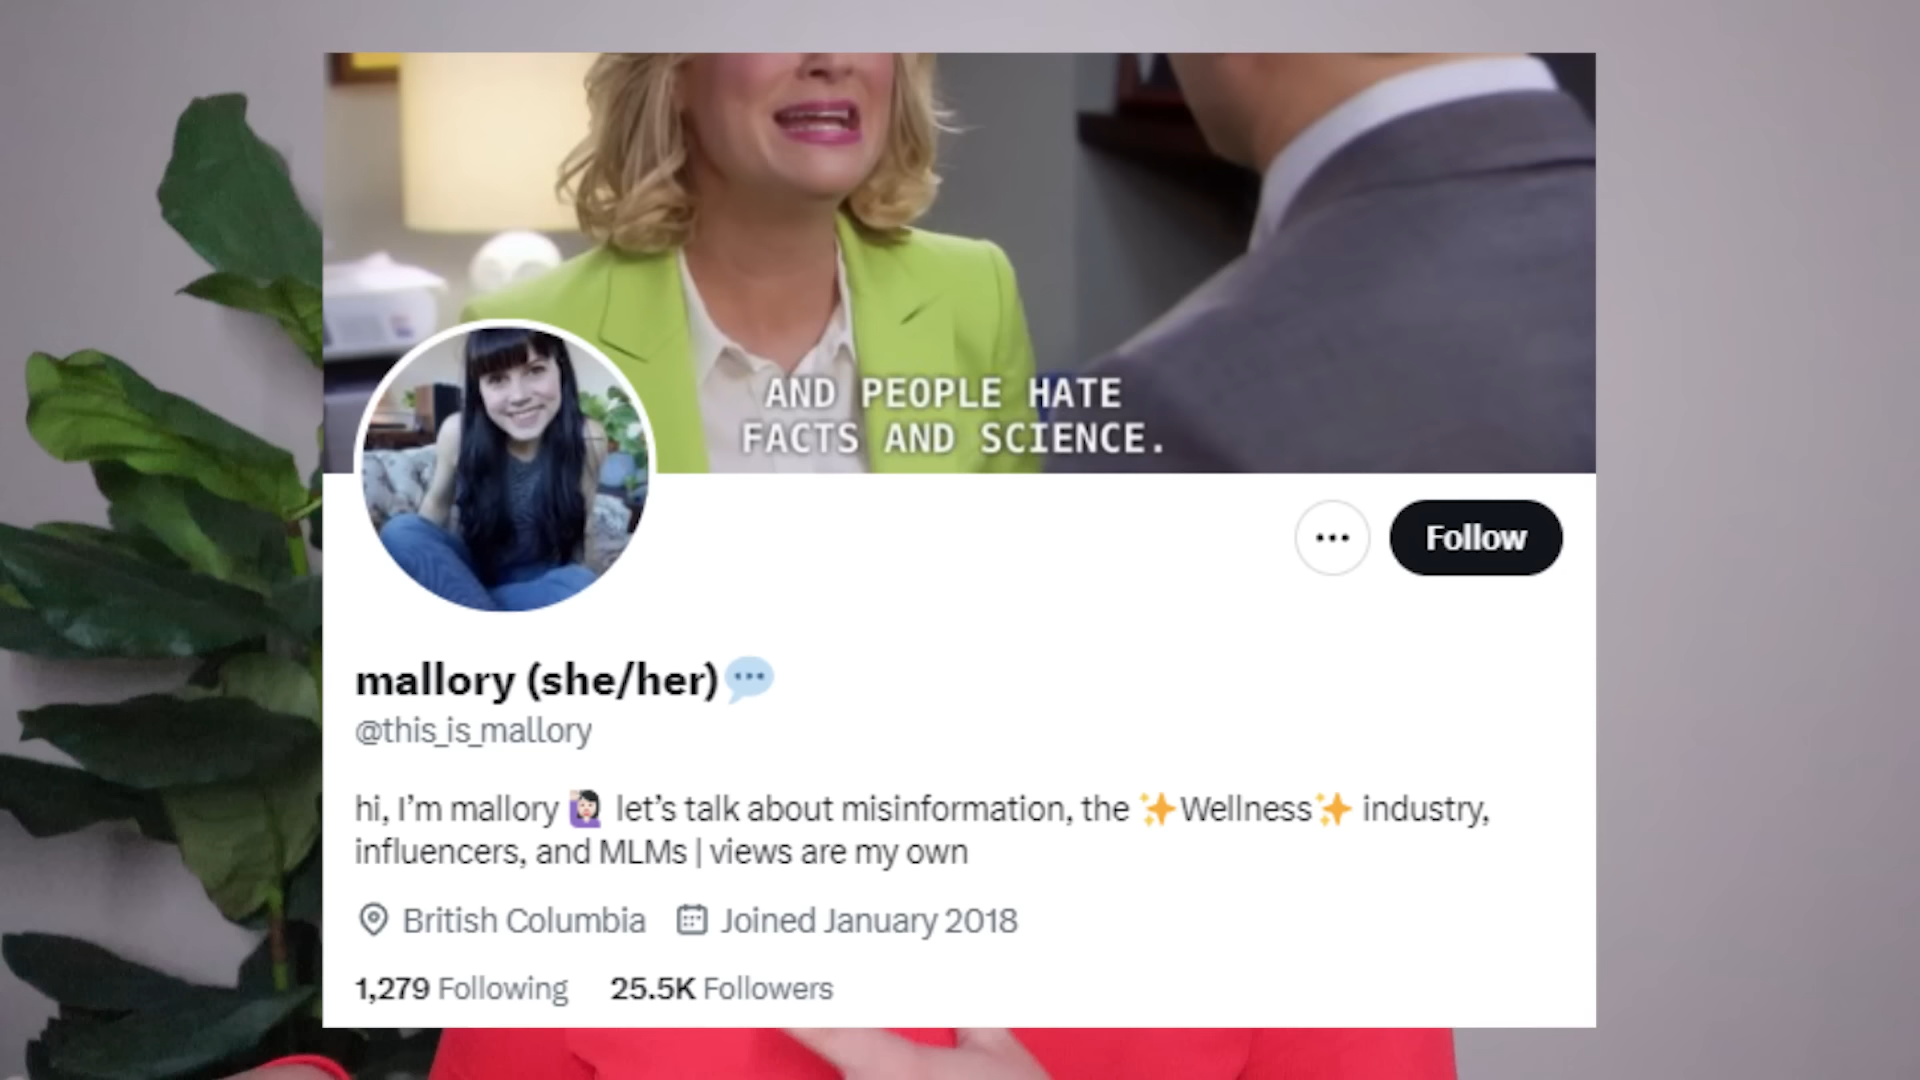 AND PEOPLE HATE
FACTS AND SCIENCE.
Follow
mallory (she/her)💬
@this_is_mallory
hi, I'm mallory 🙋🏻‍♀️ let's talk about misinformation, the ✨Wellness✨ industry,
influencers, and MLMs | views are my own
British Columbia Joined January 2018
1,279 Following 25.5K Followers